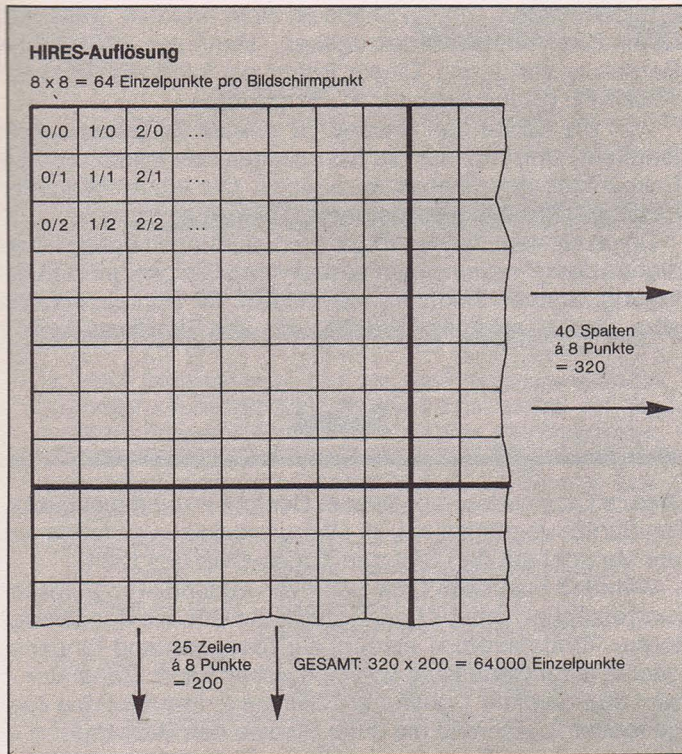 HIRES-Auflösung
8 x 8 = 64 Einzelpunkte pro Bildschirmpunkt
0/0 1/0 2/0 ...
0/1 1/1 2/1 ...
0/2 1/2 2/2 ...
40 Spalten
á 8 Punkte
= 320
25 Zeilen
á 8 Punkte
= 200
GESAMT: 320 x 200 = 64000 Einzelpunkte